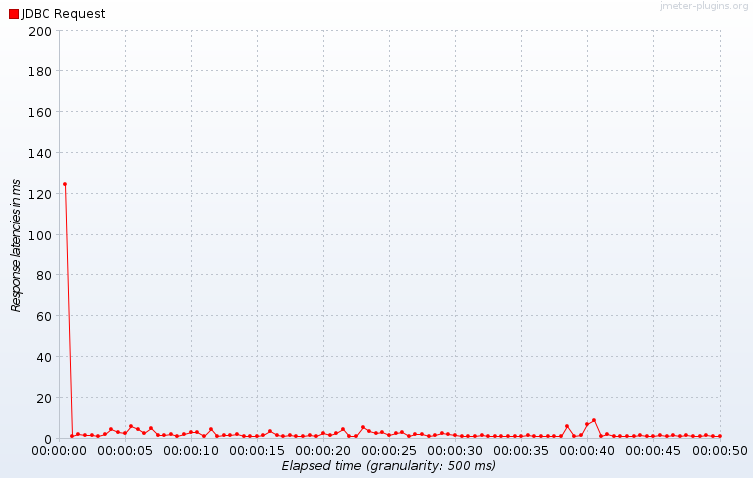 jmeter-plugins.org
JDBC Request
200
180
160
140
120
100
80
60
40
20
0
Response latencies in ms
00:00:00 00:00:05 00:00:10 00:00:15 00:00:20 00:00:25 00:00:30 00:00:35 00:00:40 00:00:45 00:00:50
Elapsed time (granularity: 500 ms)